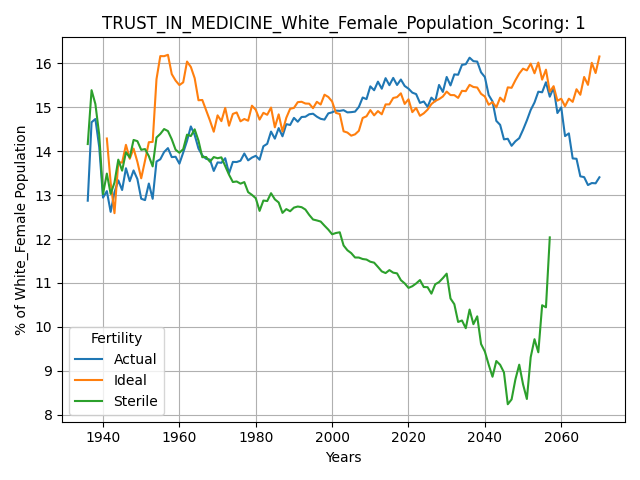 TRUST_IN_MEDICINE_White_Female_Population_Scoring: 1
% of White_Female Population
16
15
14
13
12
11
10
9
8
Fertility
Actual
Ideal
Sterile
1940 1960 1980 2000 2020 2040 2060
Years